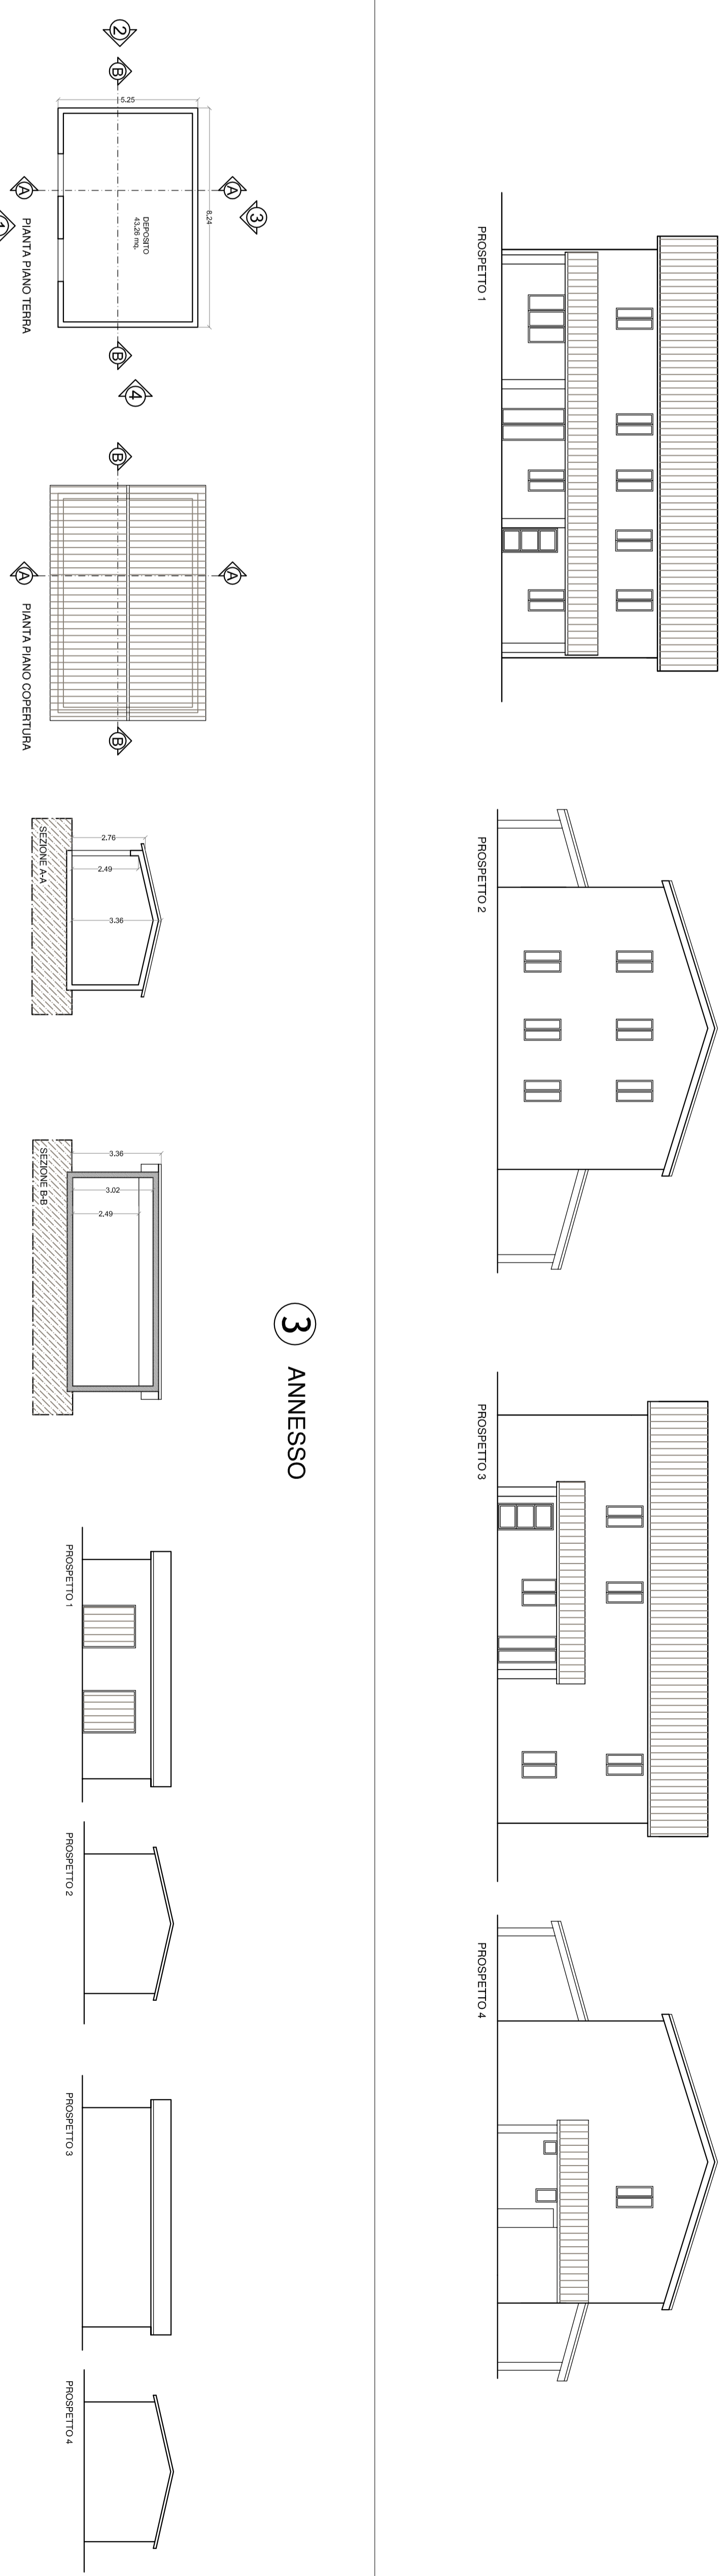 PROSPETTO 1
PROSPETTO 2
PROSPETTO 3
PROSPETTO 4
3 ANNESSO
2
B
5.25
A
A
3
8.24
DEPOSITO
43.26 mq.
B
4
1
PIANTA PIANO TERRA
B
A
A
B
PIANTA PIANO COPERTURA
2.76
2.49
3.36
SEZIONE A-A
3.36
3.02
2.49
SEZIONE B-B
PROSPETTO 1
PROSPETTO 2
PROSPETTO 3
PROSPETTO 4